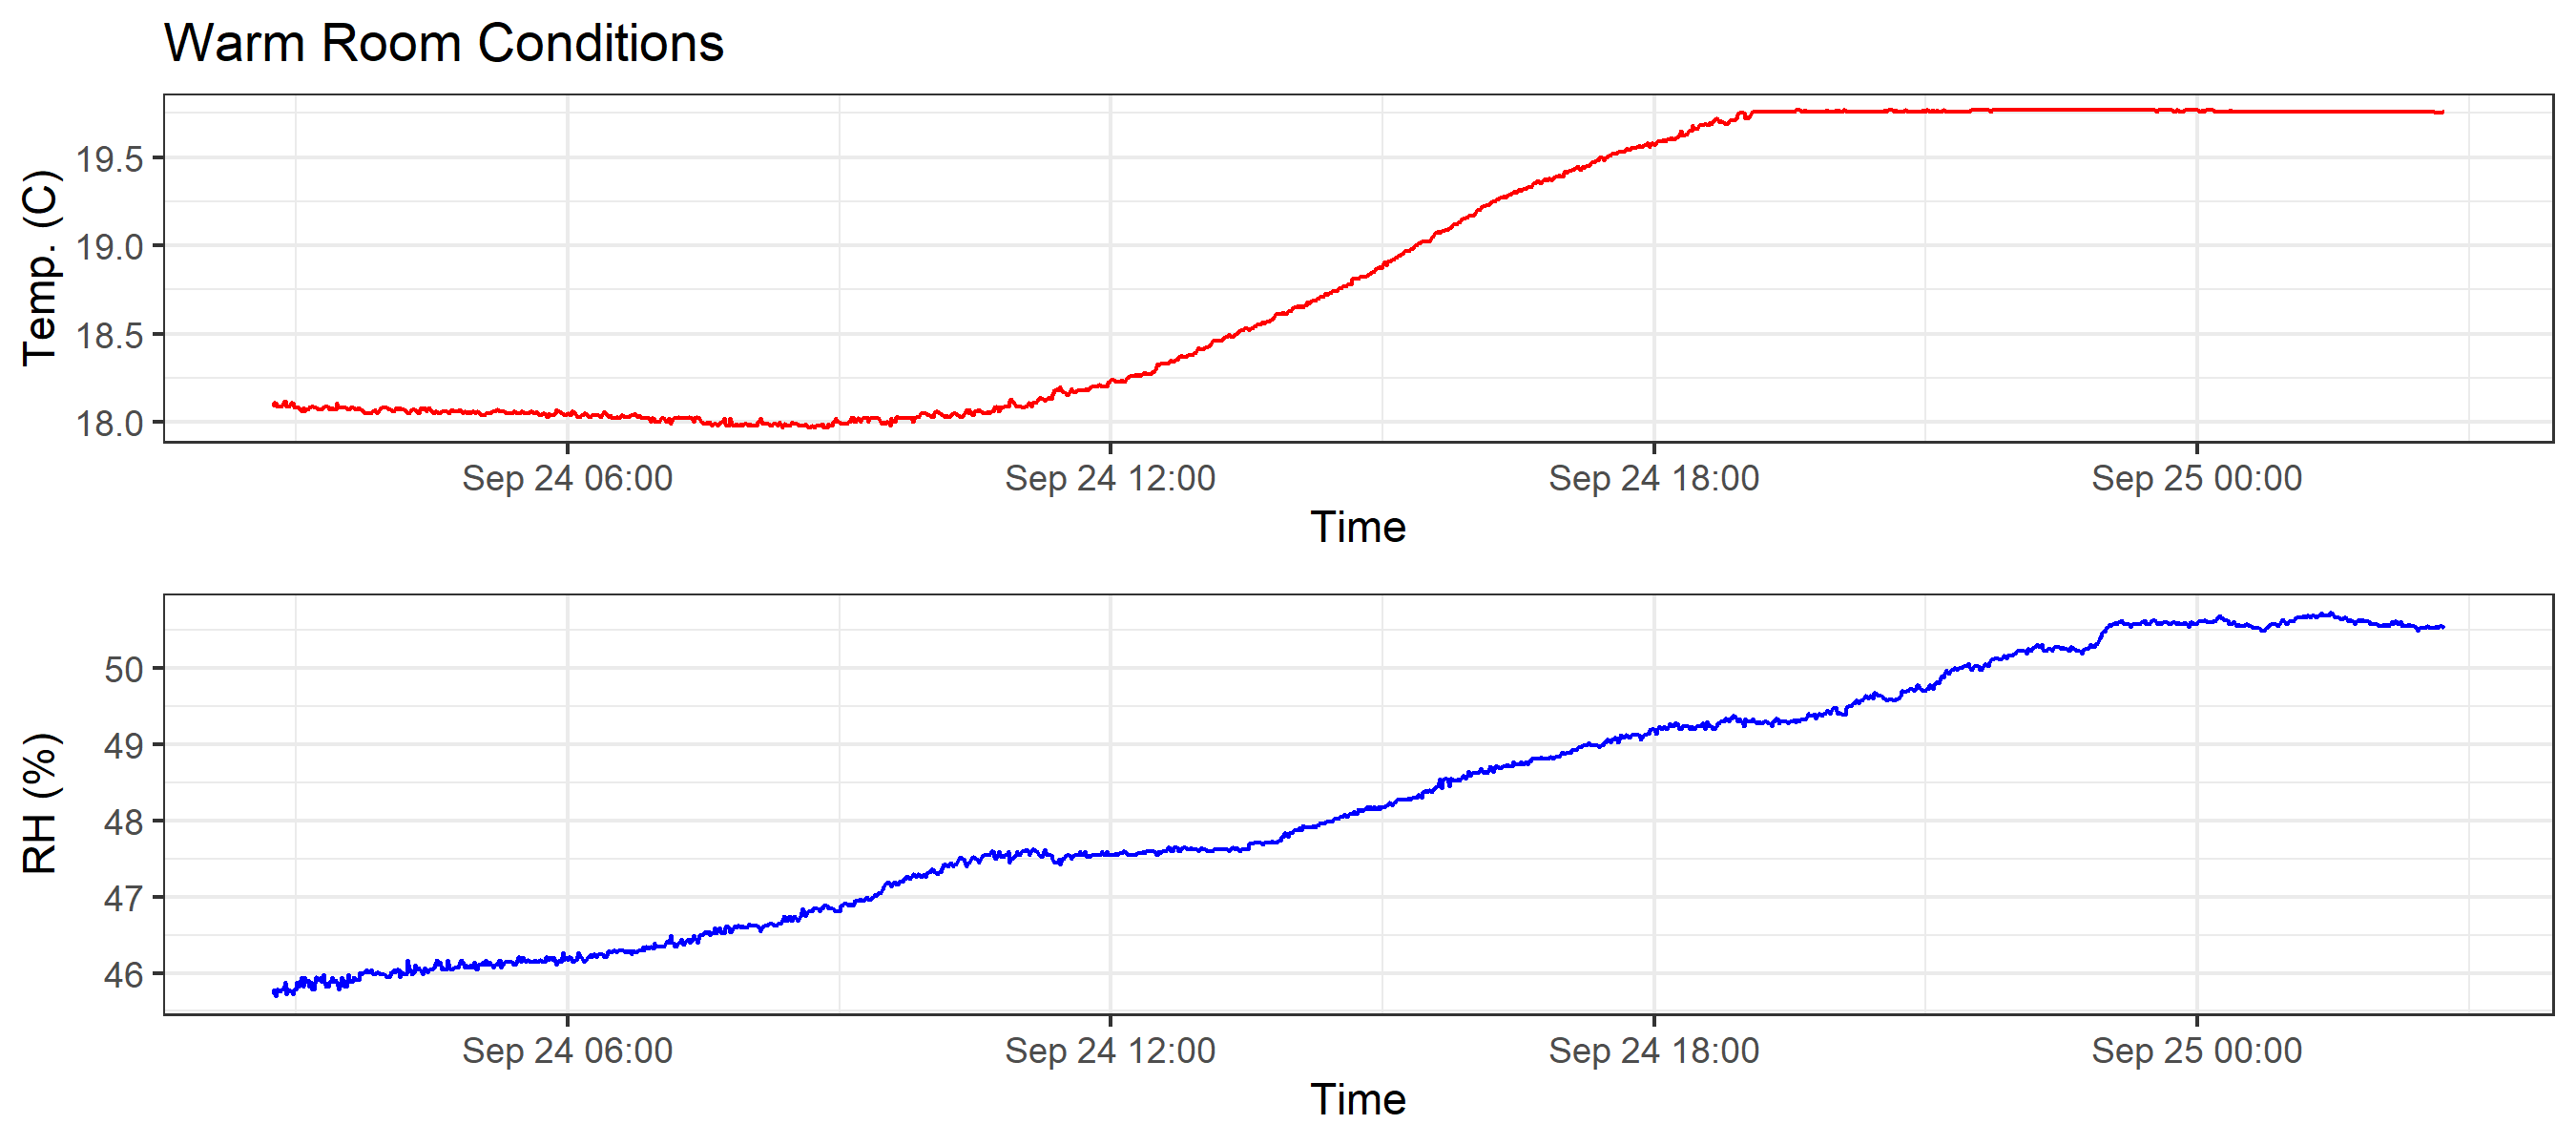 Warm Room Conditions
Temp. (C)
19.5
19.0
18.5
18.0
Sep 24 06:00 Sep 24 12:00 Sep 24 18:00 Sep 25 00:00
Time
RH (%)
50
49
48
47
46
Sep 24 06:00 Sep 24 12:00 Sep 24 18:00 Sep 25 00:00
Time